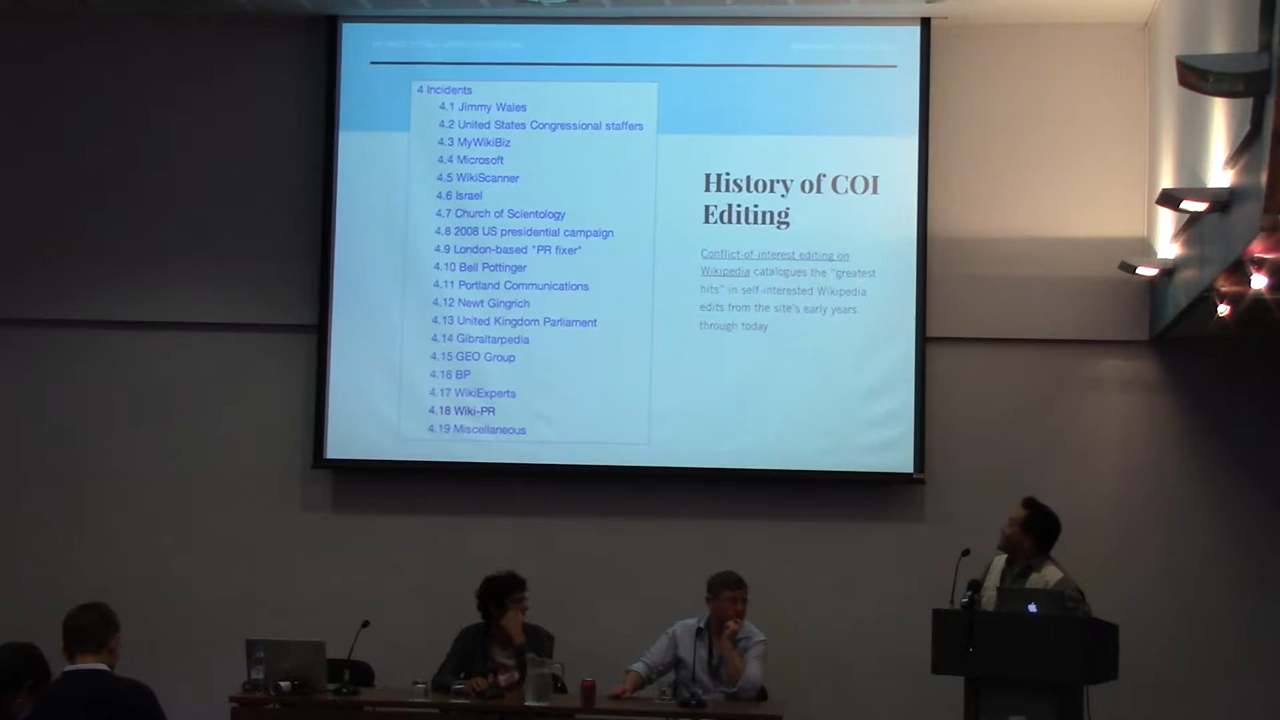 4 Incidents
4.1 Jimmy Wales
4.2 United States Congressional staffers
4.3 MyWikiBiz
4.4 Microsoft
4.5 WikiScanner
4.6 Israel
4.7 Church of Scientology
4.8 2008 US presidential campaign
4.9 London-based "PR fixer"
4.10 Bell Pottinger
4.11 Portland Communications
4.12 Newt Gingrich
4.13 United Kingdom Parliament
4.14 Gibraltarpedia
4.15 GEO Group
4.16 BP
4.17 WikiExperts
4.18 Wiki-PR
4.19 Miscellaneous
History of COI
Editing
Conflict-of-interest editing on
Wikipedia catalogues the "greatest
hits" in self-interested Wikipedia
edits from the site's early years
through today